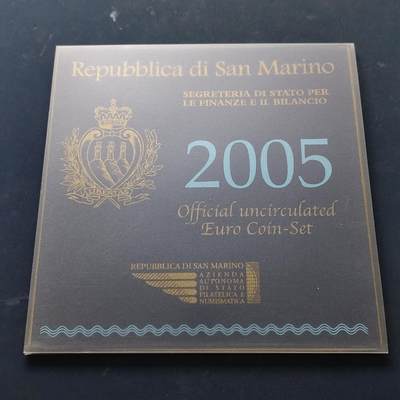 Repubblica di San Marino
SEGRETERIA DI STATO PER
LE FINANZE E IL BILANCIO
LIBERTAS
2005
Official uncirculated
Euro Coin-Set
REPUBBLICA DI SAN MARINO
AZIENDA
AUTONOMA
DI STATO
FILATELICA E
NUMISMATICA